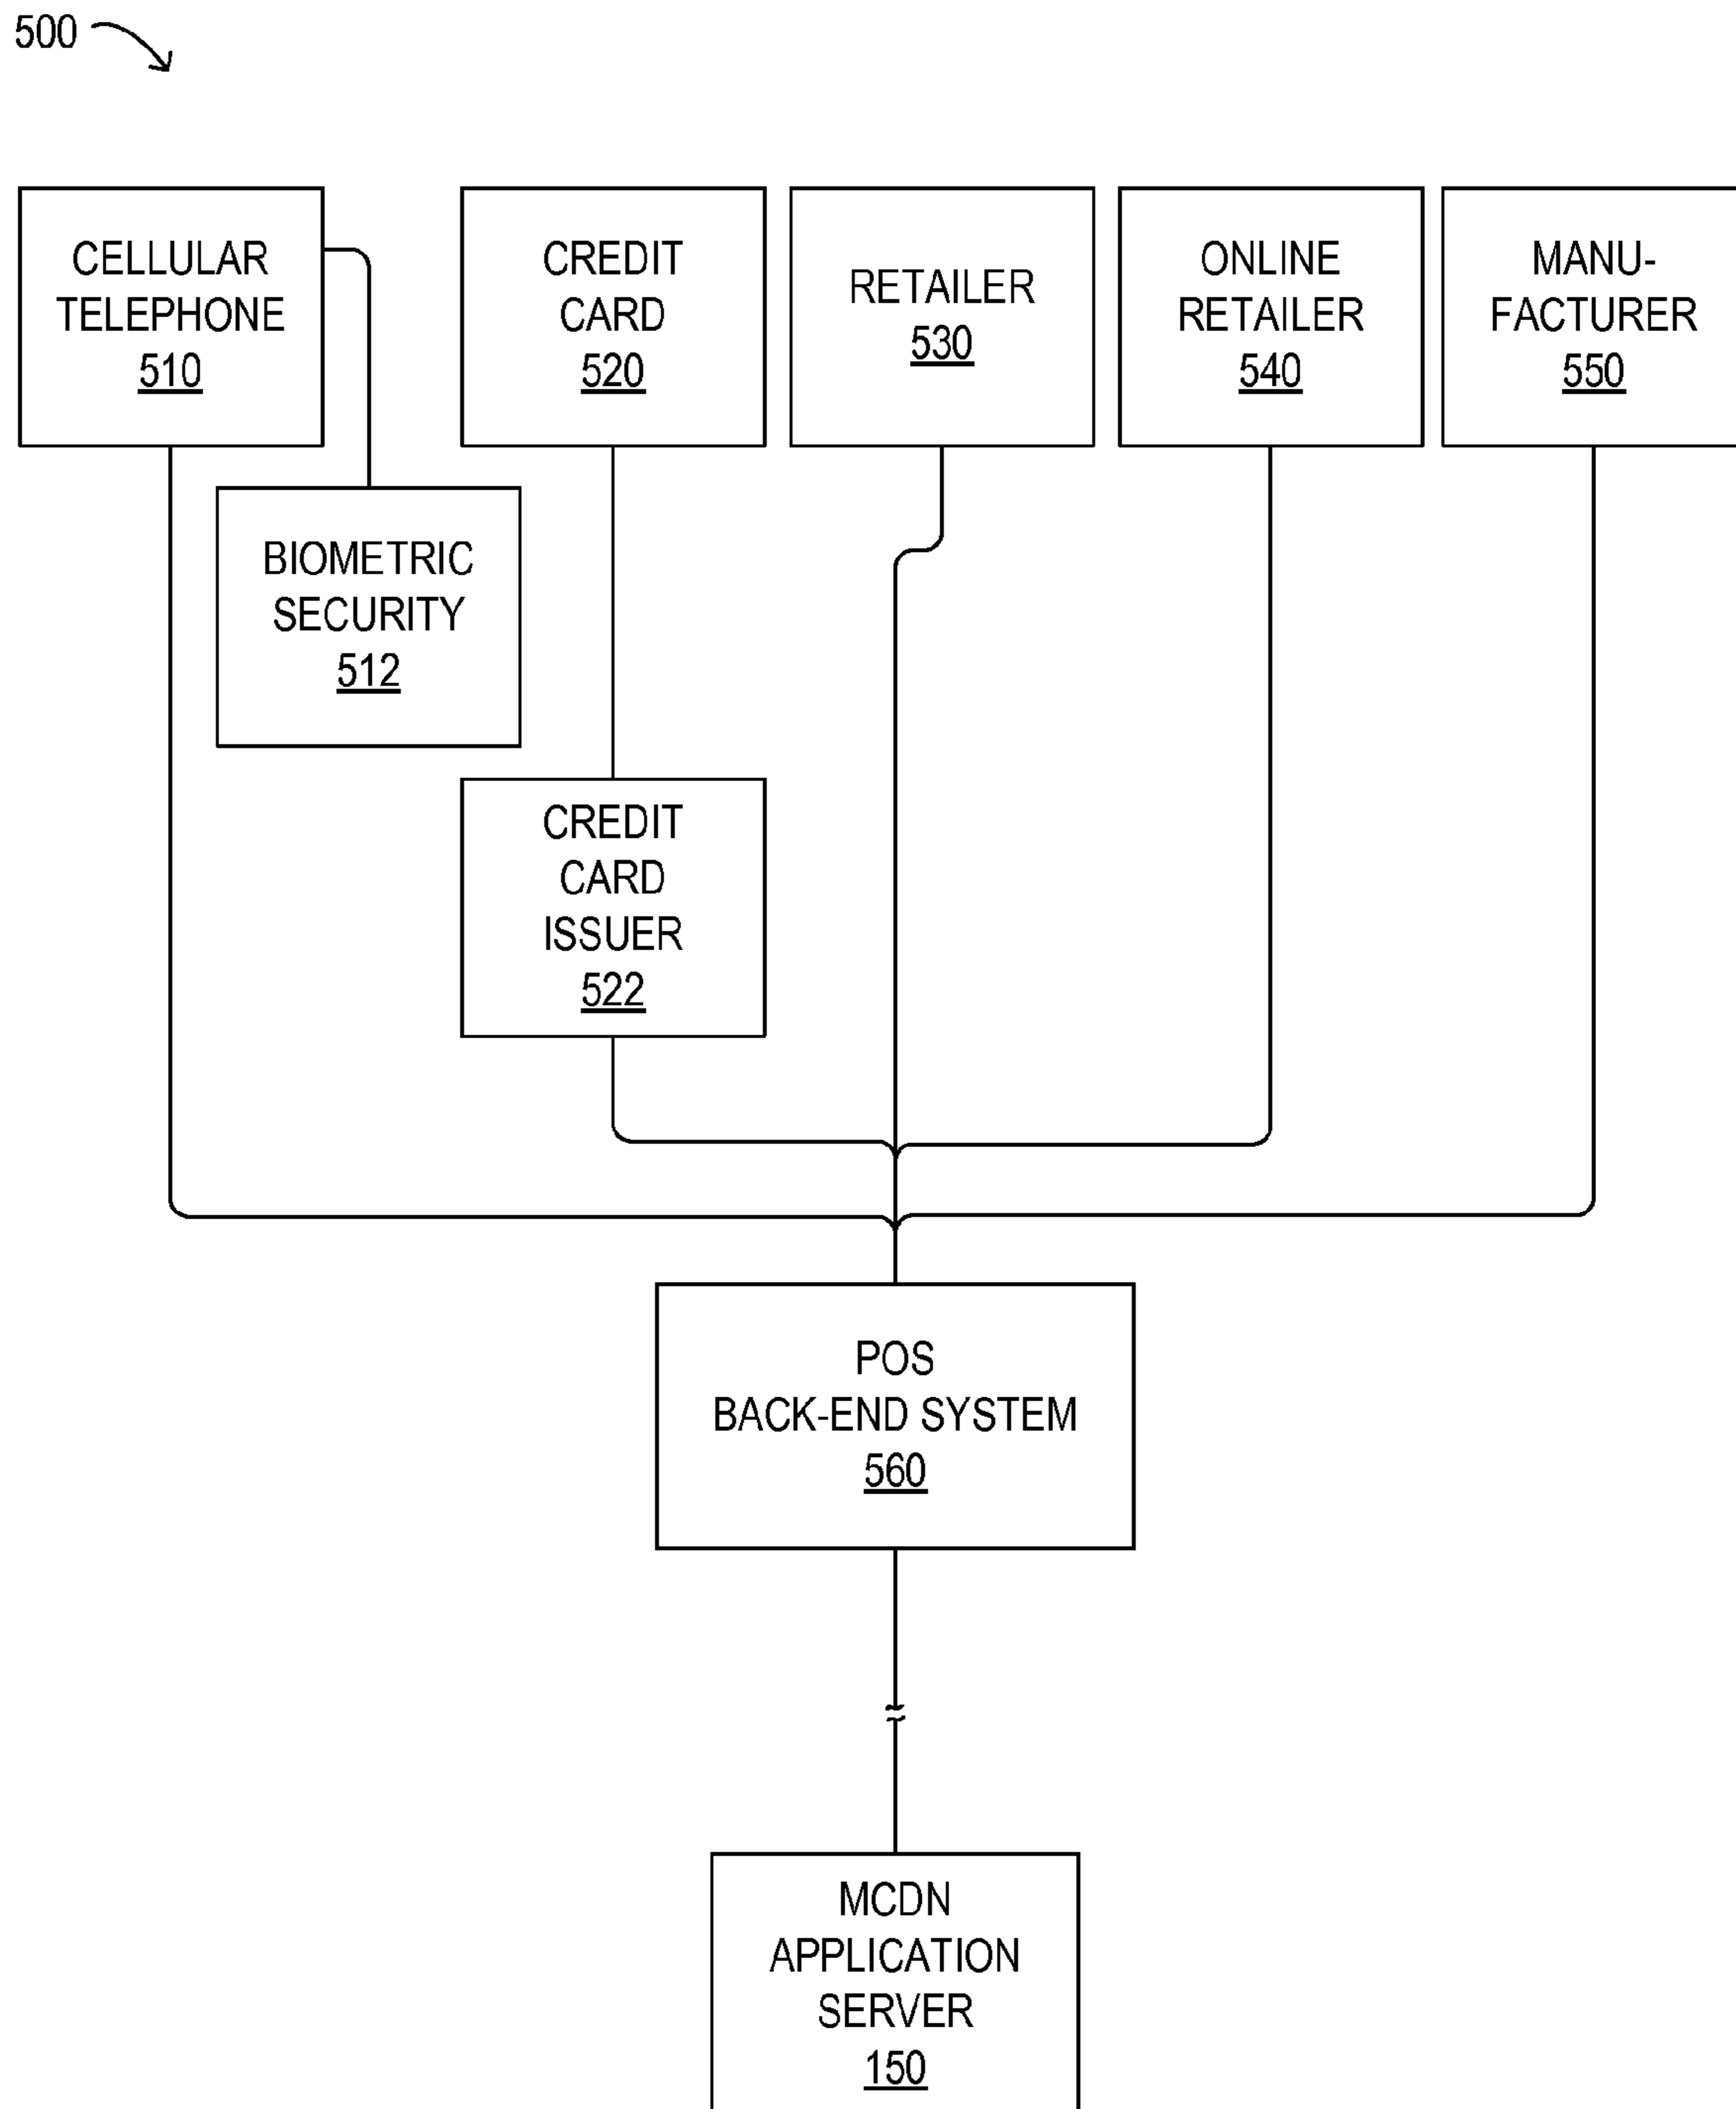 500
CELLULAR
TELEPHONE
510
CREDIT
CARD
520
RETAILER
530
ONLINE
RETAILER
540
MANU-
FACTURER
550
BIOMETRIC
SECURITY
512
CREDIT
CARD
ISSUER
522
POS
BACK-END SYSTEM
560
MCDN
APPLICATION
SERVER
150